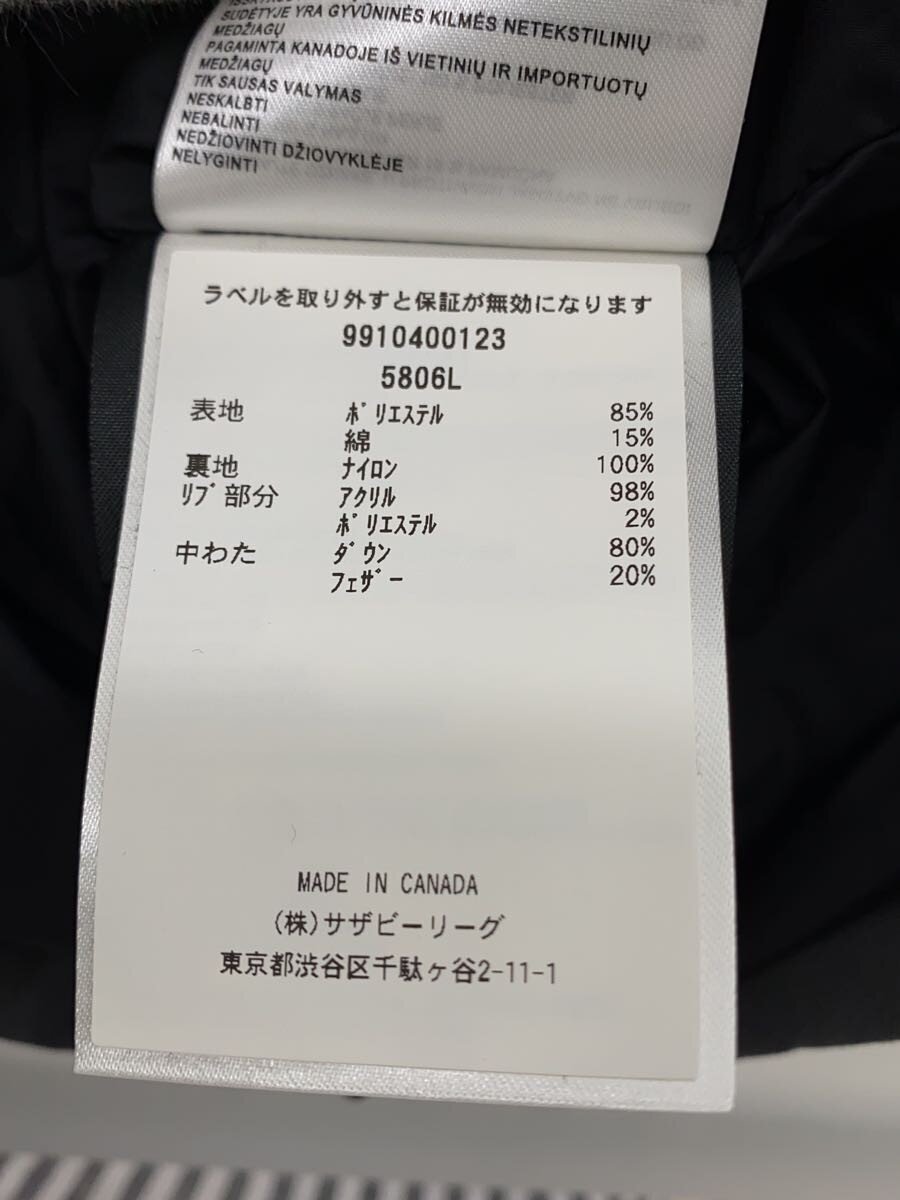 SUDĖTYJE YRA GYVŪNINĖS KILMĖS NETEKSTILINIŲ
MEDŽIAGŲ
PAGAMINTA KANADOJE IŠ VIETINIŲ IR IMPORTUOTŲ
MEDŽIAGŲ
TIK SAUSAS VALYMAS
NESKALBTI
NEBALINTI
NEDŽIOVINTI DŽIOVYKLĖJE
NELYGINTI
ラベルを取り外すと保証が無効になります
9910400123
5806L
表地 ﾎﾟﾘｴｽﾃﾙ 85%
綿 15%
裏地 ﾅｲﾛﾝ 100%
ﾘﾌﾞ部分 ｱｸﾘﾙ 98%
ﾎﾟﾘｴｽﾃﾙ 2%
中わた ﾀﾞｳﾝ 80%
ﾌｪｻﾞｰ 20%
MADE IN CANADA
(株)サザビーリーグ
東京都渋谷区千駄ヶ谷2-11-1